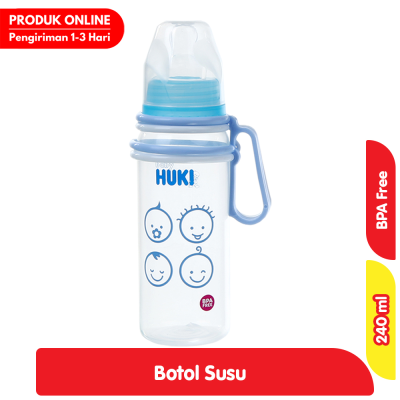 PRODUK ONLINE
Pengiriman 1-3 Hari
HUKI
BPA
FREE
BPA Free
240 ml
Botol Susu